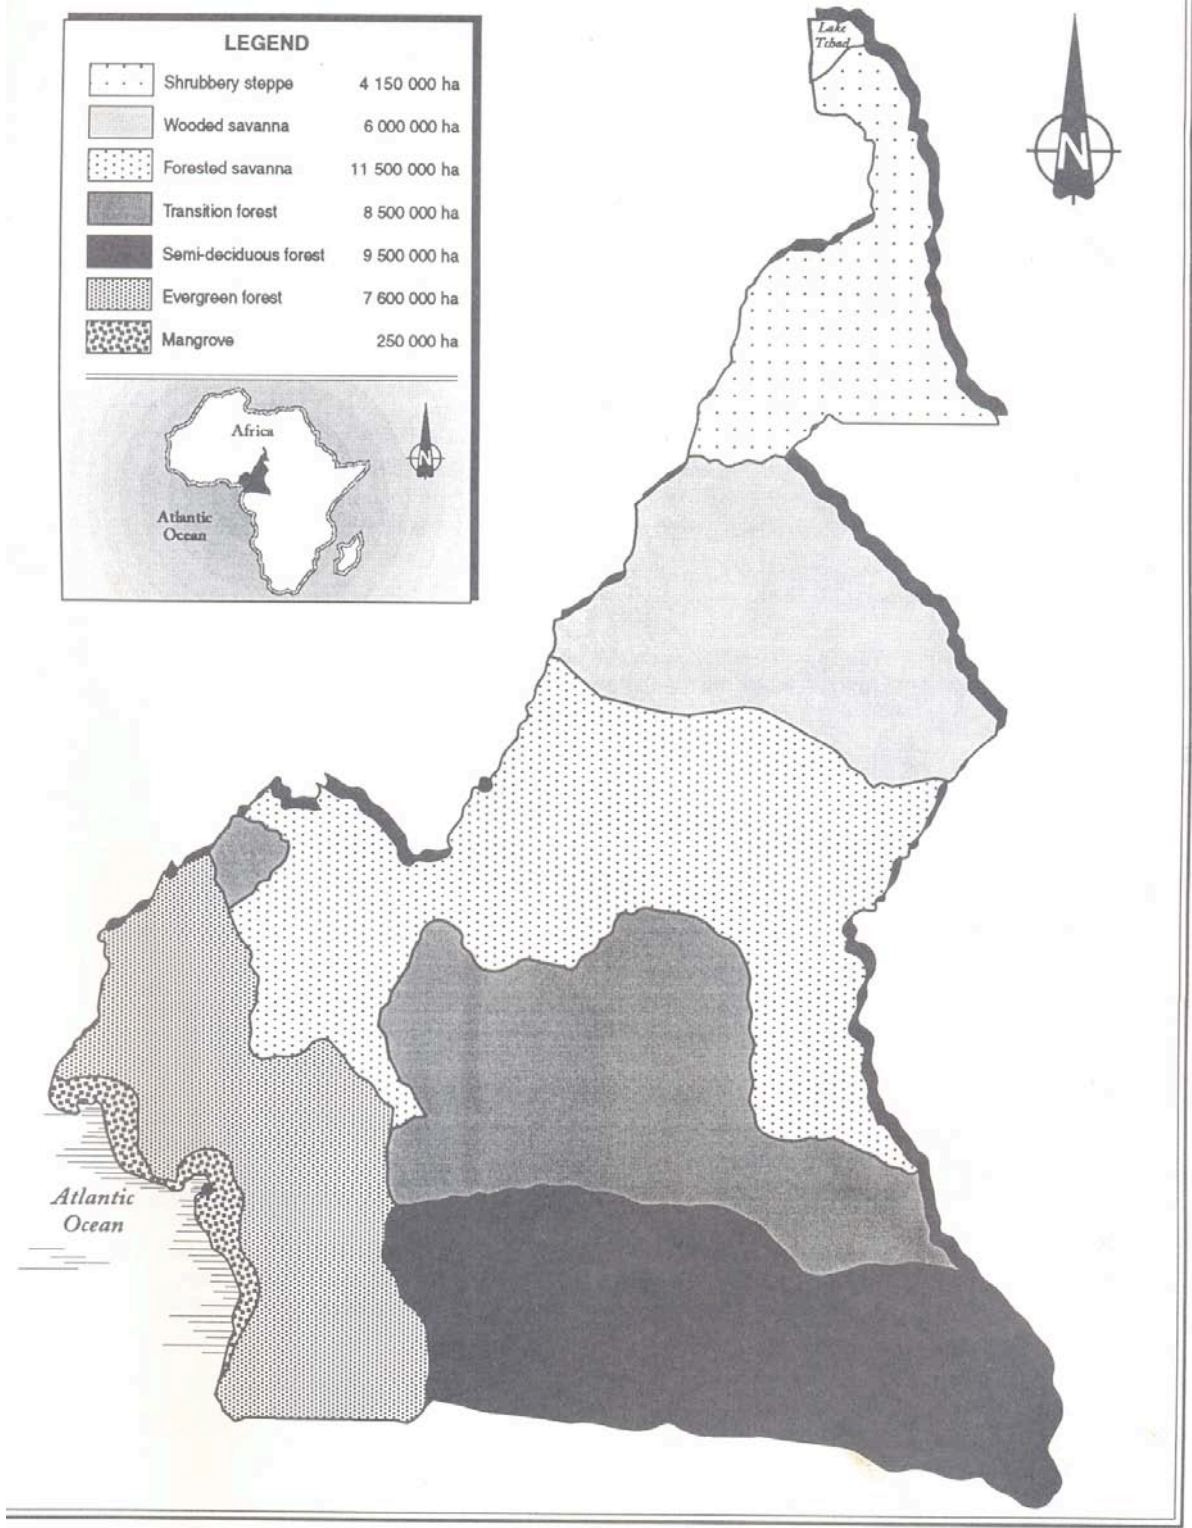 LEGEND
Shrubbery steppe 4 150 000 ha
Wooded savanna 6 000 000 ha
Forested savanna 11 500 000 ha
Transition forest 8 500 000 ha
Semi-deciduous forest 9 500 000 ha
Evergreen forest 7 600 000 ha
Mangrove 250 000 ha
Africa
N
Atlantic
Ocean
Lake
Tchad
N
Atlantic
Ocean